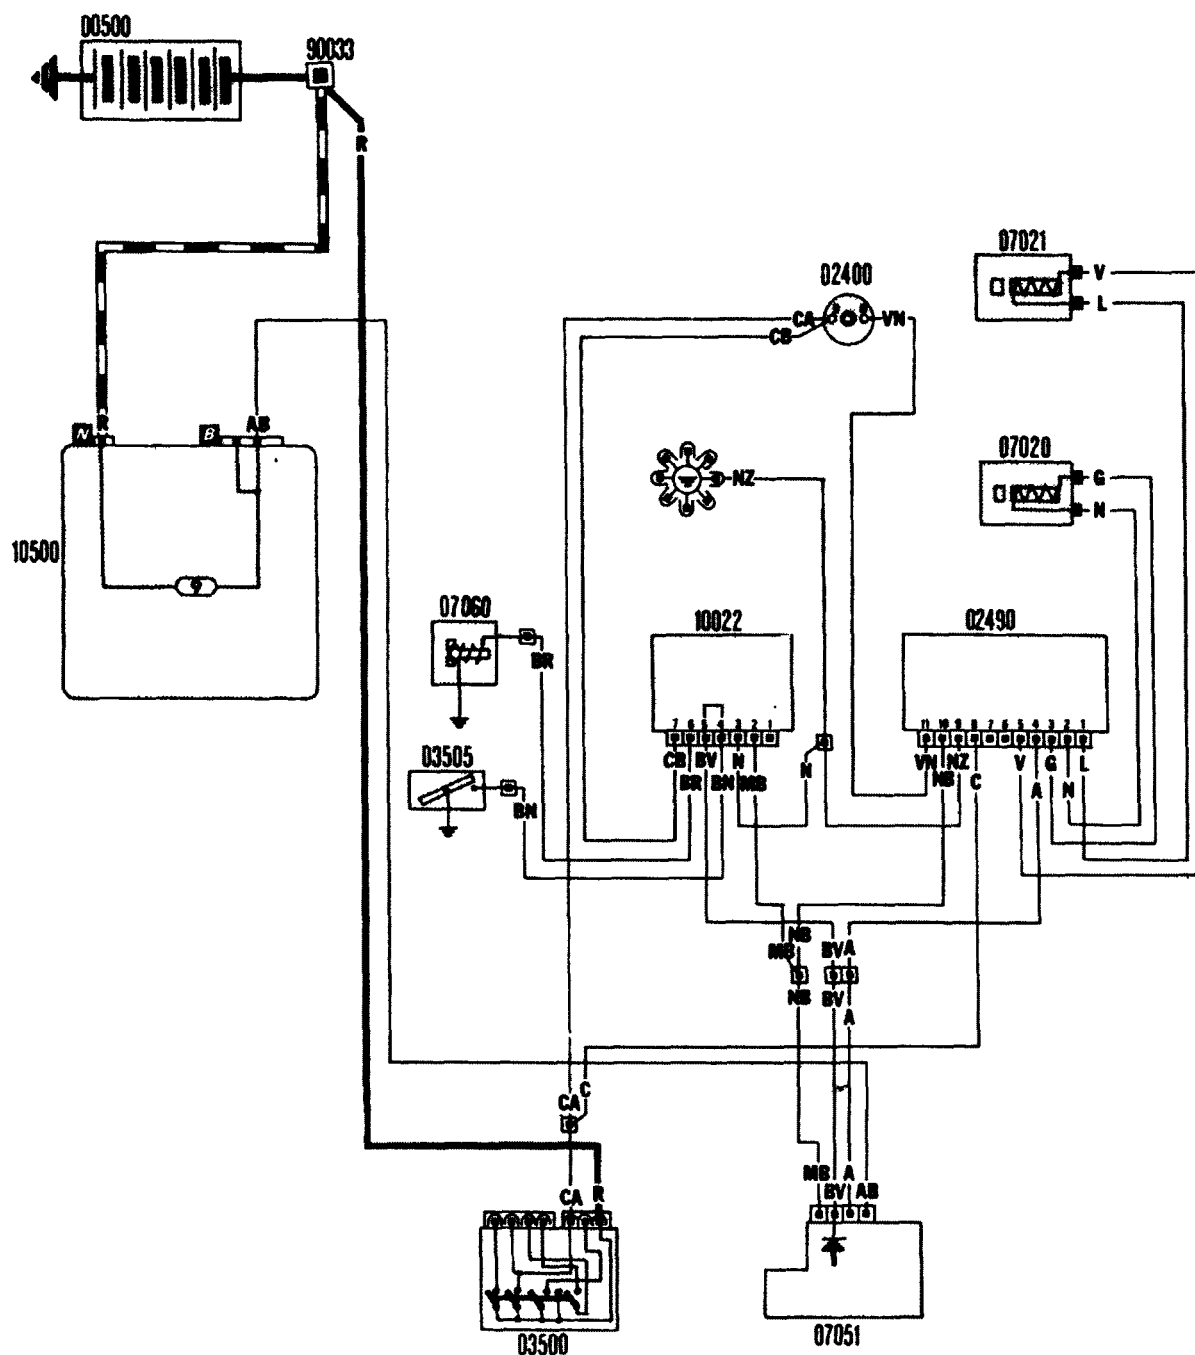 00500
90033
R
07021
V
L
02400
CA
VN
CB
R
AB
N
B
NZ
07020
G
N
10500
07060
BR
10022
02490
7 6 5 4 3 2 1
11 10 9 8 7 6 5 4 3 2 1
03505
BN
CB BV N
BR BN MB
N
VN NZ V G L
NB C A N
NB
MB BV A
NB BV
A
C
CA
CA R
MB A
BV AB
03500
07051